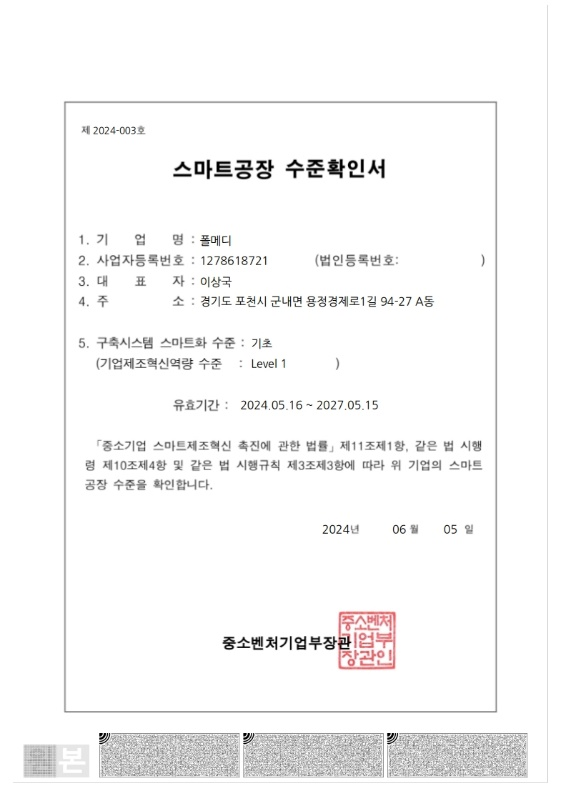 제 2024-003호
스마트공장 수준확인서
1. 기 업 명 : 폴메디
2. 사업자등록번호 : 1278618721 (법인등록번호: )
3. 대 표 자 : 이상국
4. 주 소 : 경기도 포천시 군내면 용정경제로1길 94-27 A동
5. 구축시스템 스마트화 수준 : 기초
(기업제조혁신역량 수준 : Level 1 )
유효기간 : 2024.05.16 ~ 2027.05.15
「중소기업 스마트제조혁신 촉진에 관한 법률」제11조제1항, 같은 법 시행
령 제10조제4항 및 같은 법 시행규칙 제3조제3항에 따라 위 기업의 스마트
공장 수준을 확인합니다.
2024년 06 월 05 일
중소벤처기업부장관
중소벤처
기업부
장관인
본